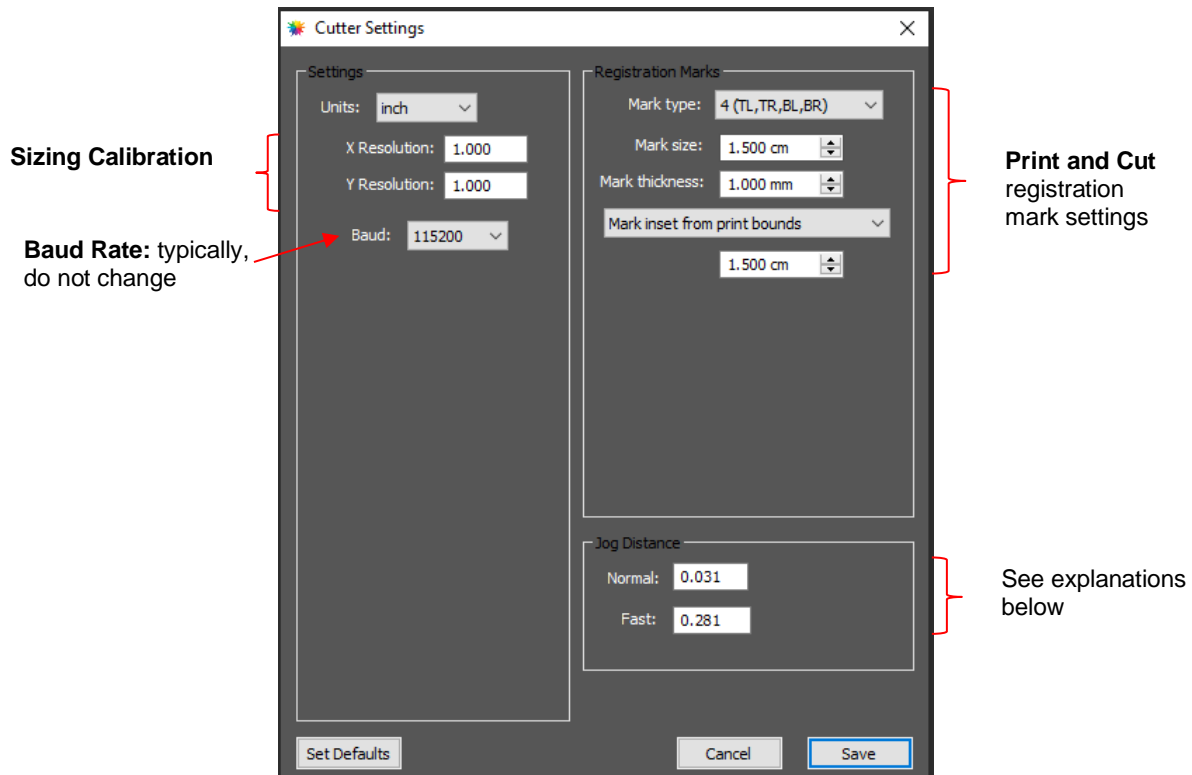 Cutter Settings
Settings
Units: inch
X Resolution: 1.000
Y Resolution: 1.000
Baud: 115200
Registration Marks
Mark type: 4 (TL,TR,BL,BR)
Mark size: 1.500 cm
Mark thickness: 1.000 mm
Mark inset from print bounds
1.500 cm
Jog Distance
Normal: 0.031
Fast: 0.281
Set Defaults
Cancel
Save
Sizing Calibration
Baud Rate: typically,
do not change
Print and Cut
registration
mark settings
See explanations
below